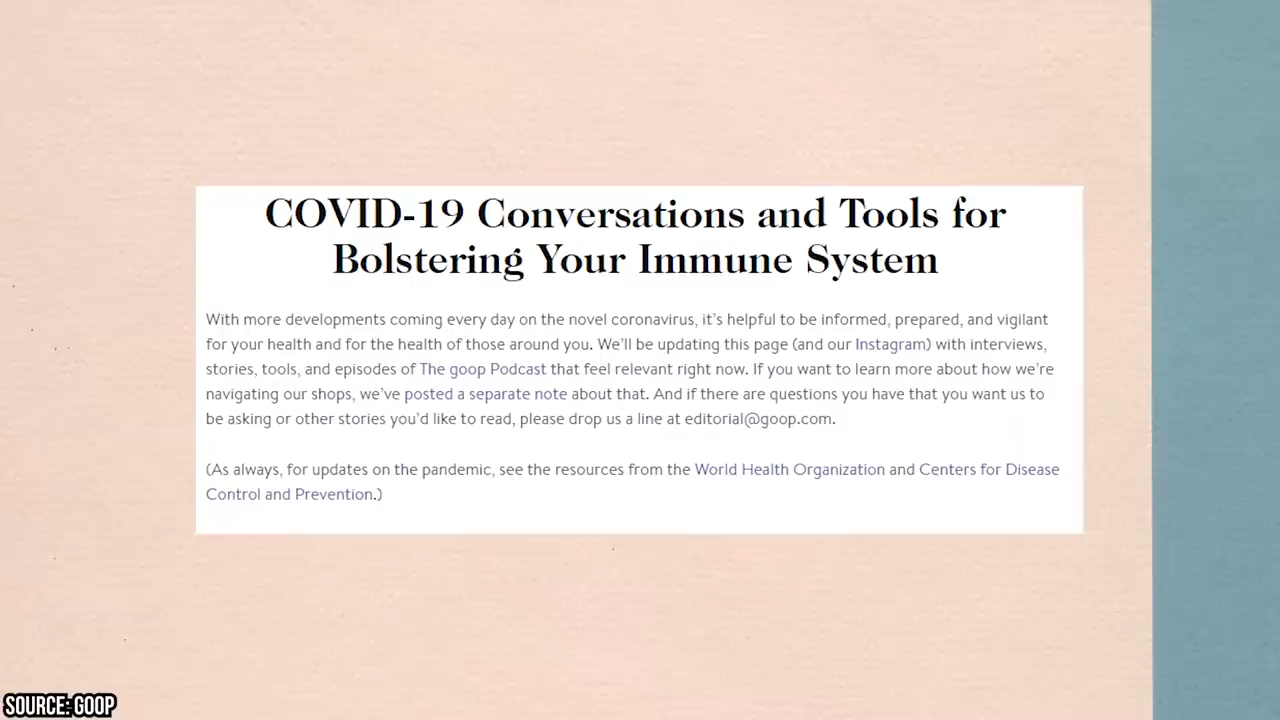 COVID-19 Conversations and Tools for
Bolstering Your Immune System
With more developments coming every day on the novel coronavirus, it's helpful to be informed, prepared, and vigilant
for your health and for the health of those around you. We'll be updating this page (and our Instagram) with interviews,
stories, tools, and episodes of The goop Podcast that feel relevant right now. If you want to learn more about how we're
navigating our shops, we've posted a separate note about that. And if there are questions you have that you want us to
be asking or other stories you'd like to read, please drop us a line at editorial@goop.com.
(As always, for updates on the pandemic, see the resources from the World Health Organization and Centers for Disease
Control and Prevention.)
SOURCE: GOOP